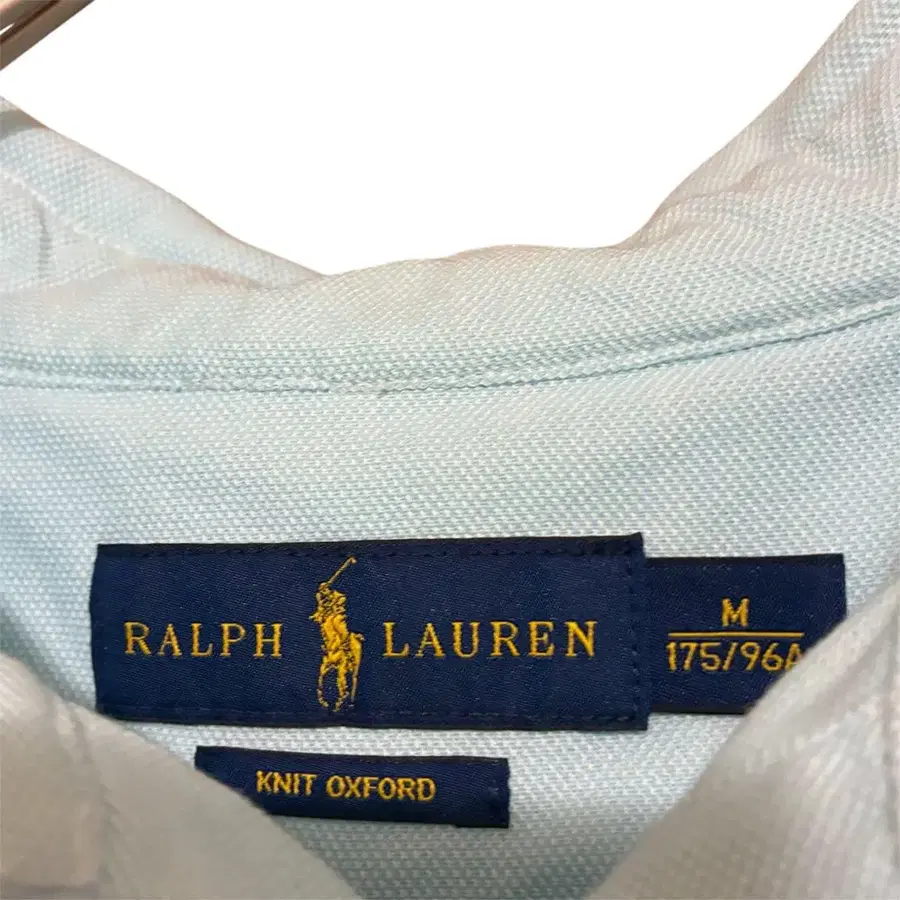 RALPH LAUREN
M
175/96A
KNIT OXFORD